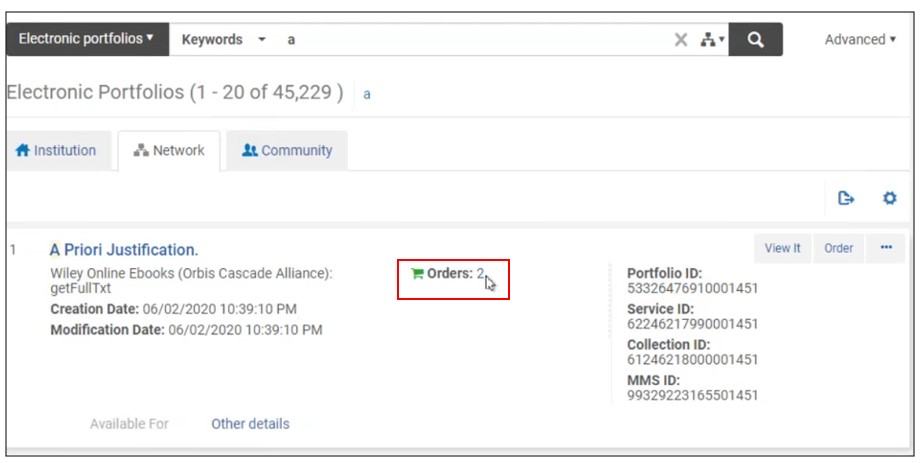 Electronic portfolios ▾ Keywords ▾ a Advanced ▾
Electronic Portfolios (1 - 20 of 45,229 ) a
Institution Network Community
1 A Priori Justification. View It Order •••
Wiley Online Ebooks (Orbis Cascade Alliance):
getFullTxt
Creation Date: 06/02/2020 10:39:10 PM
Modification Date: 06/02/2020 10:39:10 PM
Orders: 2
Portfolio ID:
53326476910001451
Service ID:
62246217990001451
Collection ID:
61246218000001451
MMS ID:
99329223165501451
Available For Other details